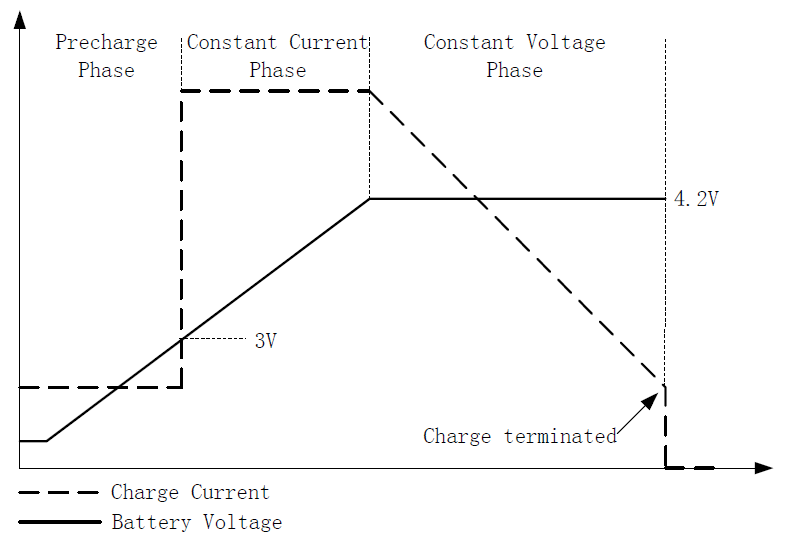 Precharge
Phase
Constant Current
Phase
Constant Voltage
Phase
4.2V
3V
Charge terminated
Charge Current
Battery Voltage